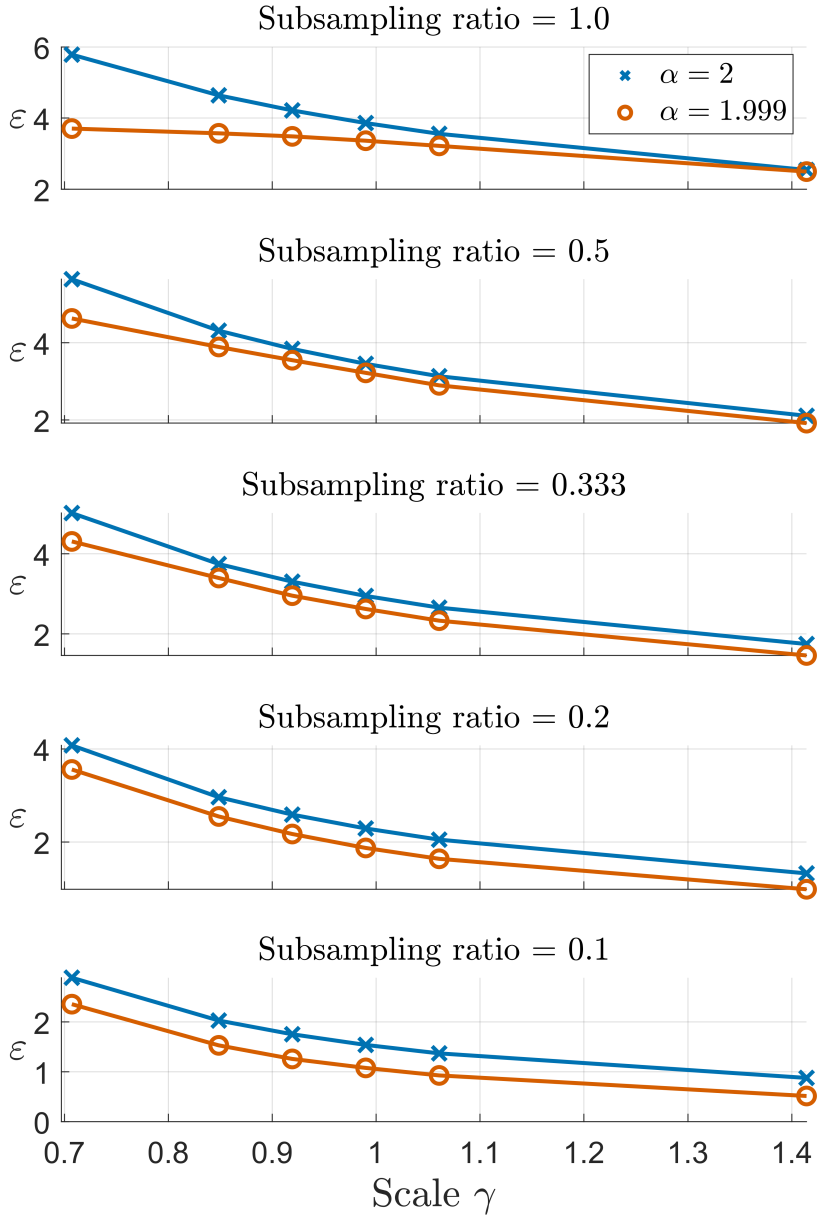 Subsampling ratio = 1.0
6
4
2
ε
α = 2
α = 1.999
Subsampling ratio = 0.5
4
2
ε
Subsampling ratio = 0.333
4
2
ε
Subsampling ratio = 0.2
4
2
ε
Subsampling ratio = 0.1
2
1
0
ε
0.7 0.8 0.9 1 1.1 1.2 1.3 1.4
Scale γ